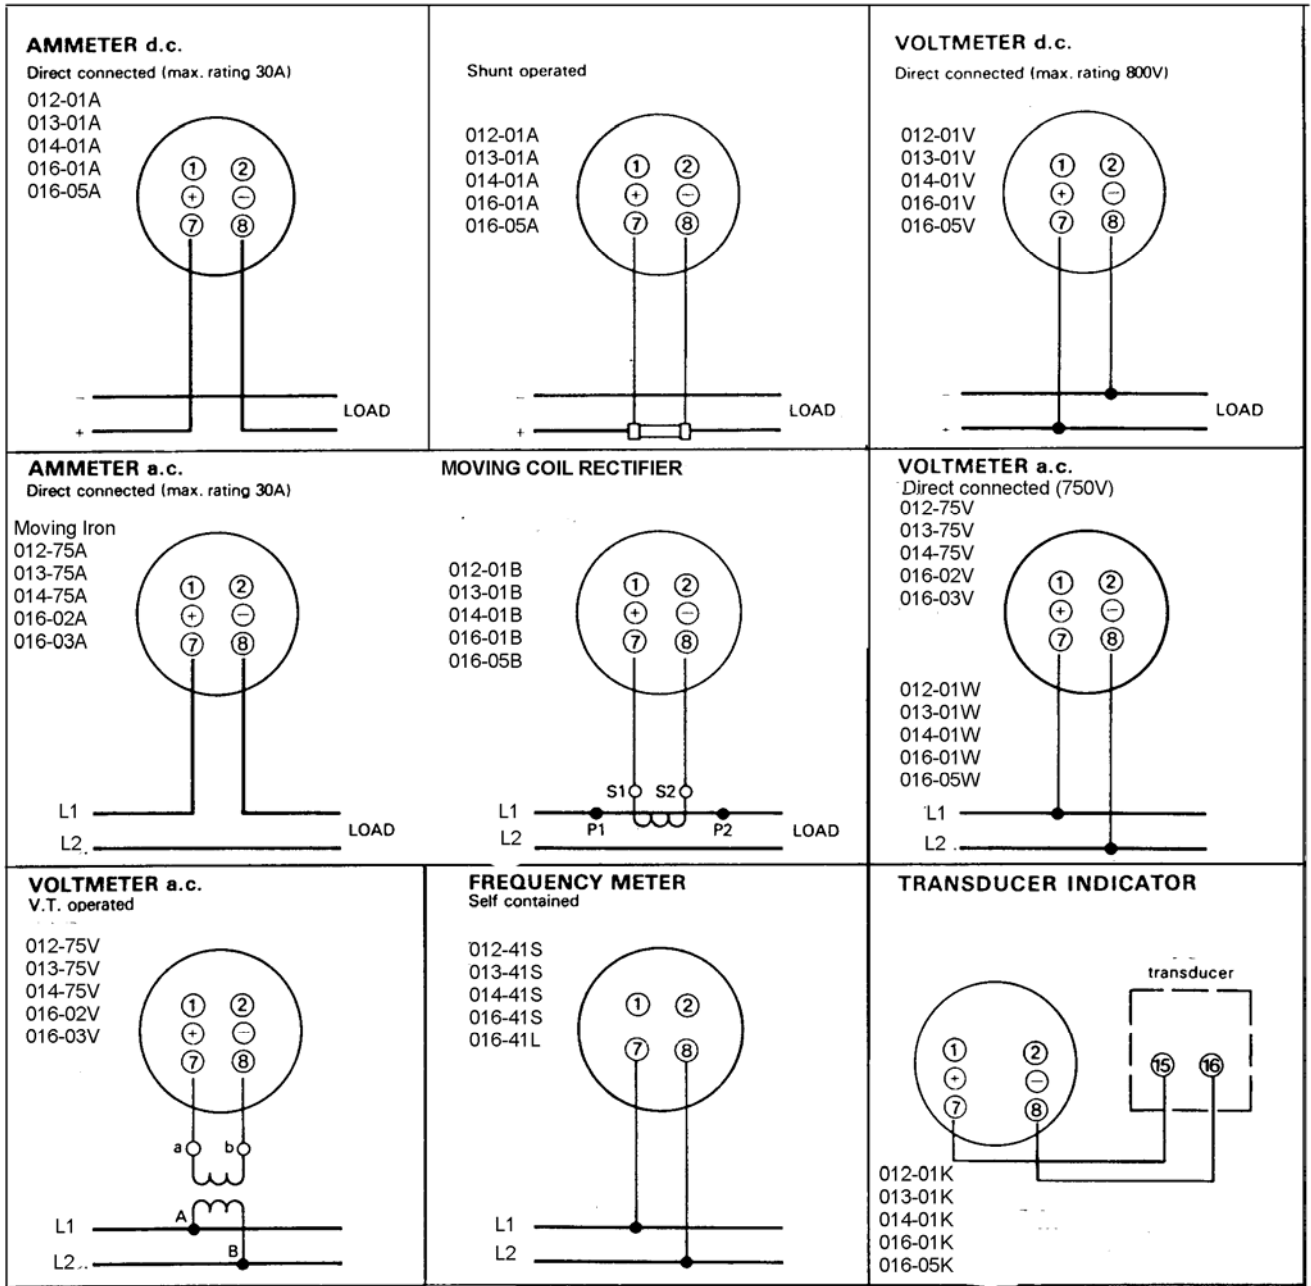 AMMETER d.c.
Direct connected (max. rating 30A)
012-01A
013-01A
014-01A
016-01A
016-05A
1 2
+ −
7 8
−
+
LOAD
Shunt operated
012-01A
013-01A
014-01A
016-01A
016-05A
1 2
+ −
7 8
−
+
LOAD
VOLTMETER d.c.
Direct connected (max. rating 800V)
012-01V
013-01V
014-01V
016-01V
016-05V
1 2
+ −
7 8
-
+
LOAD
AMMETER a.c.
Direct connected (max. rating 30A)
Moving Iron
012-75A
013-75A
014-75A
016-02A
016-03A
1 2
+ −
7 8
L1
L2
LOAD
MOVING COIL RECTIFIER
012-01B
013-01B
014-01B
016-01B
016-05B
1 2
+ −
7 8
S1 S2
L1
P1 P2
L2
LOAD
VOLTMETER a.c.
Direct connected (750V)
012-75V
013-75V
014-75V
016-02V
016-03V
1 2
+ −
7 8
012-01W
013-01W
014-01W
016-01W
016-05W
L1
L2
VOLTMETER a.c.
V.T. operated
012-75V
013-75V
014-75V
016-02V
016-03V
1 2
+ −
7 8
a b
A
L1
B
L2
FREQUENCY METER
Self contained
012-41S
013-41S
014-41S
016-41S
016-41L
1 2
7 8
L1
L2
TRANSDUCER INDICATOR
transducer
1 2
+ −
7 8
15 16
012-01K
013-01K
014-01K
016-01K
016-05K